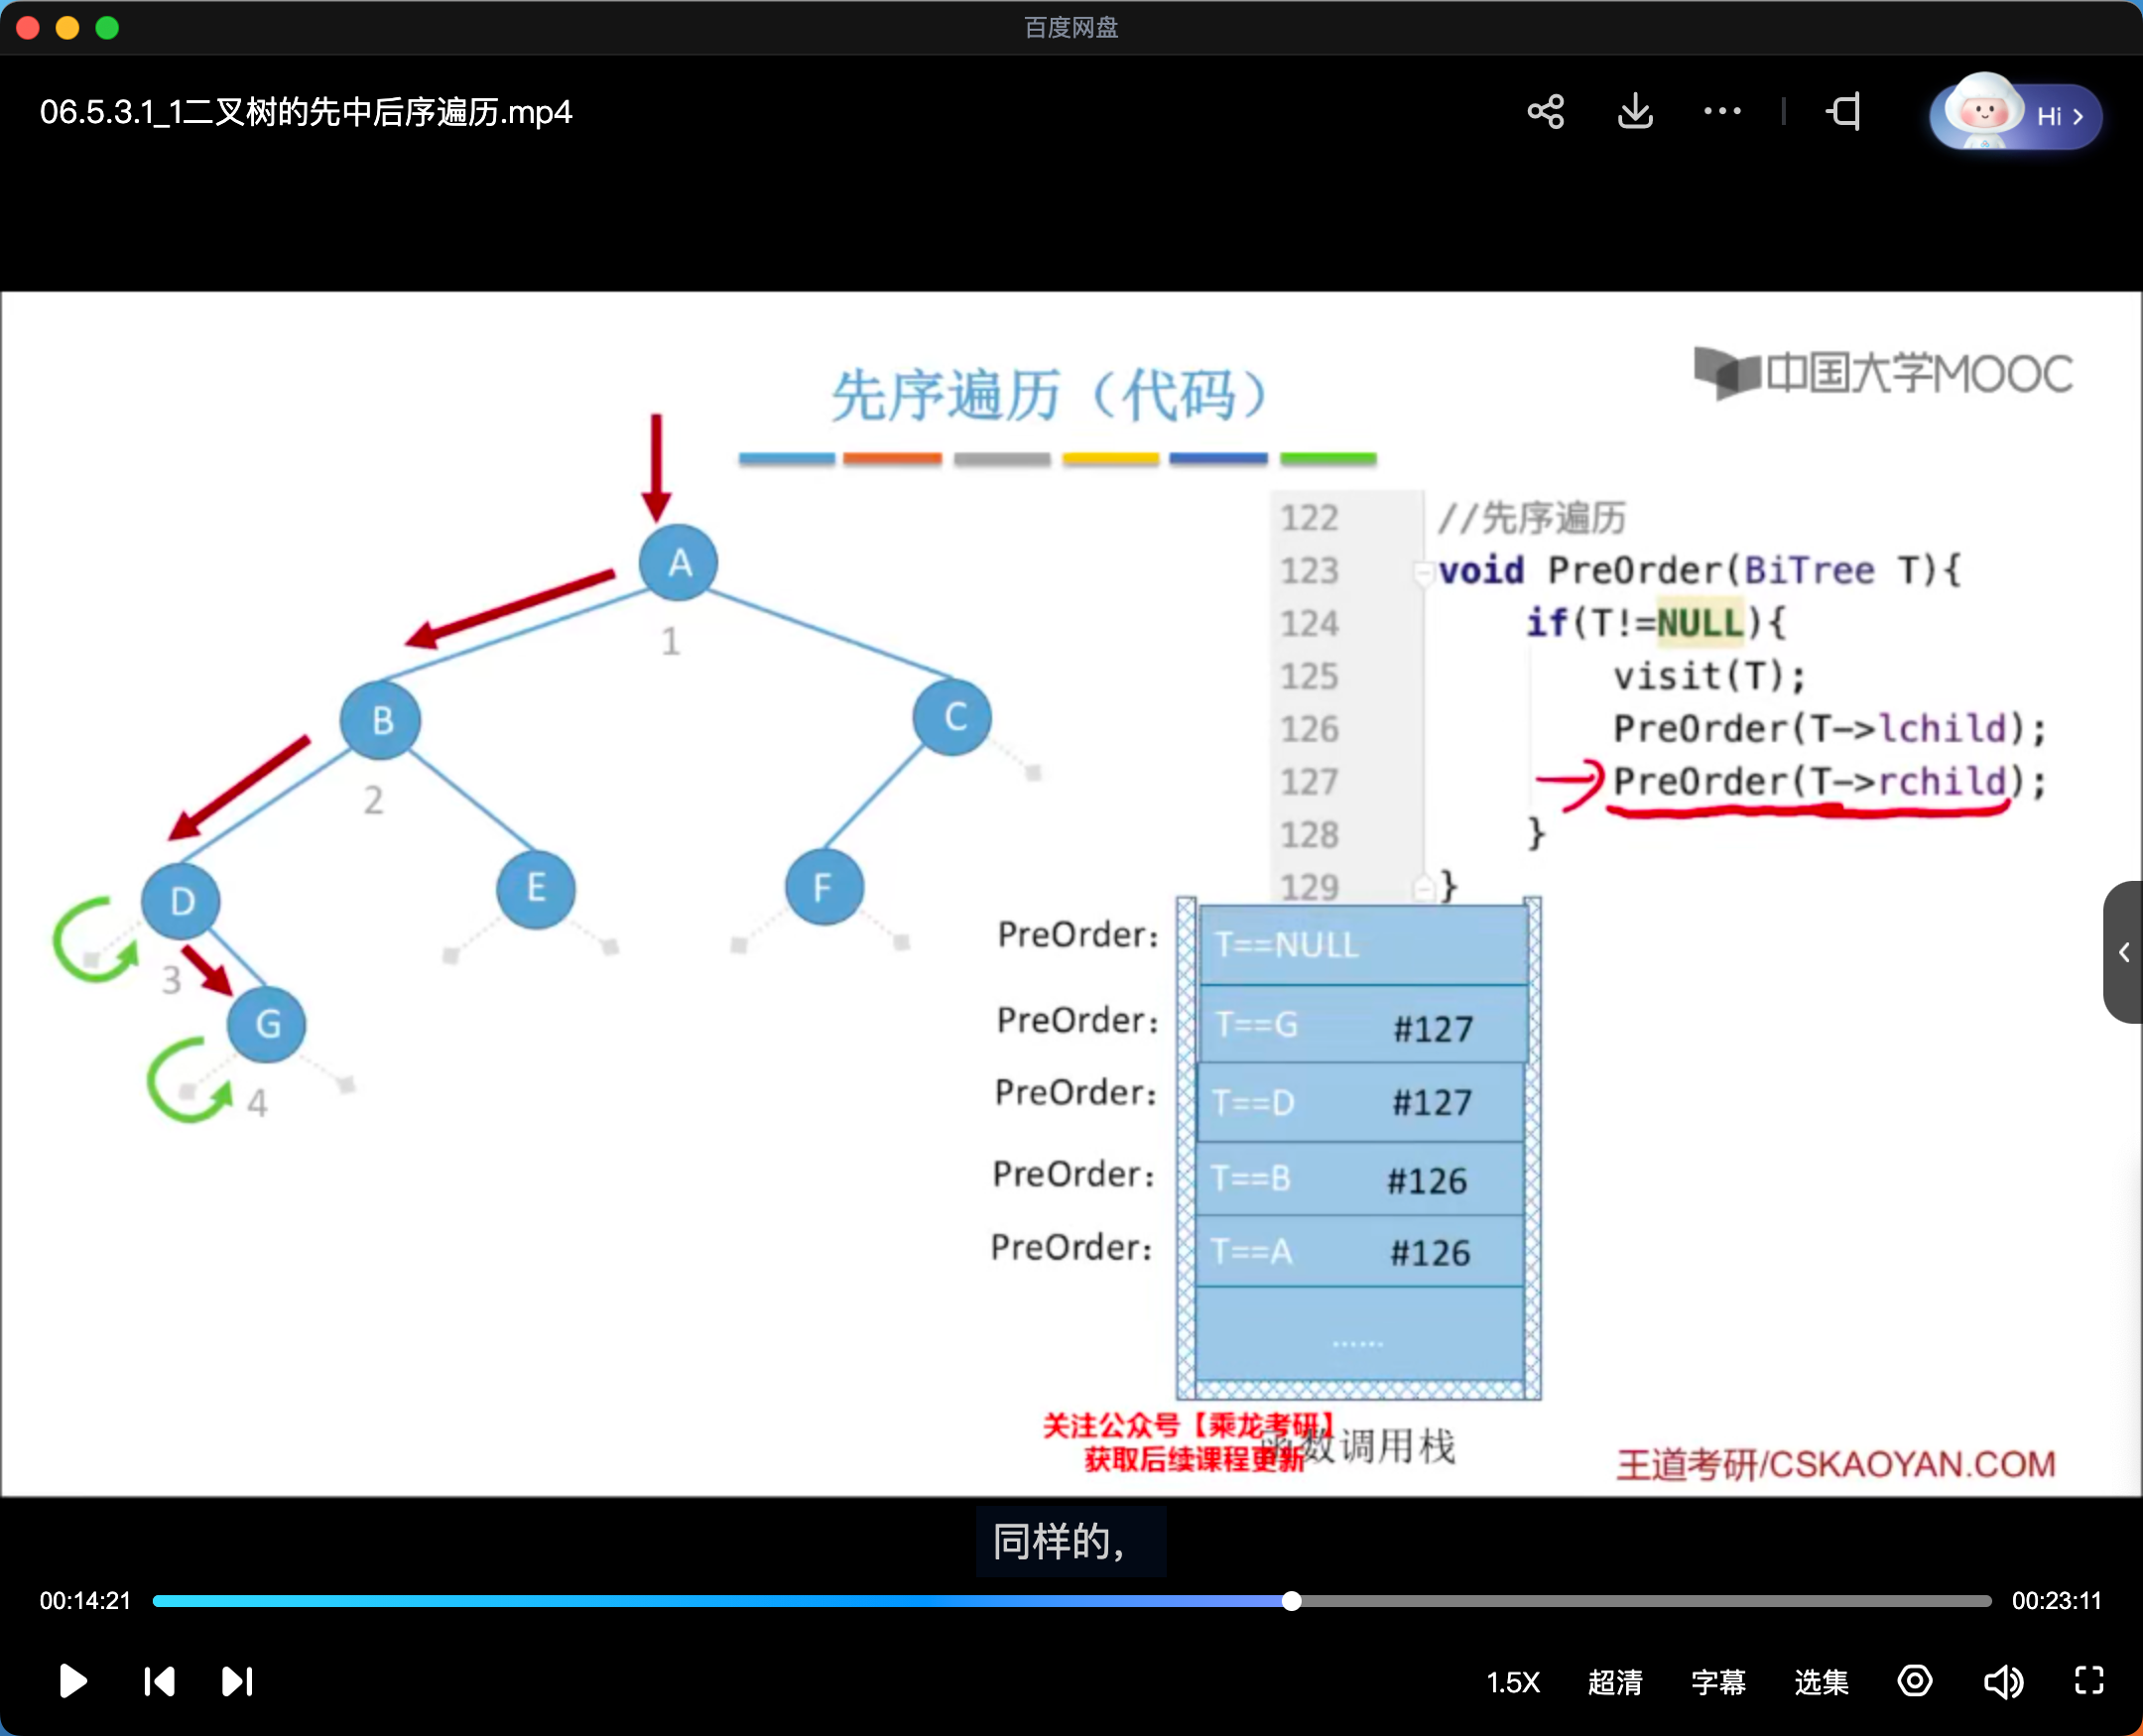 百度网盘
06.5.3.1_1二叉树的先中后序遍历.mp4
Hi
中国大学MOOC
先序遍历（代码）
A
1
B
C
2
D
E
F
3
G
4
122 //先序遍历
123 void PreOrder(BiTree T){
124 if(T!=NULL){
125 visit(T);
126 PreOrder(T->lchild);
127 PreOrder(T->rchild);
128 }
129 }
PreOrder: T==NULL
PreOrder: T==G #127
PreOrder: T==D #127
PreOrder: T==B #126
PreOrder: T==A #126
......
关注公众号【乘龙考研】
获取后续课程更新
函数调用栈
王道考研/CSKAOYAN.COM
同样的，
00:14:21
00:23:11
1.5X 超清 字幕 选集